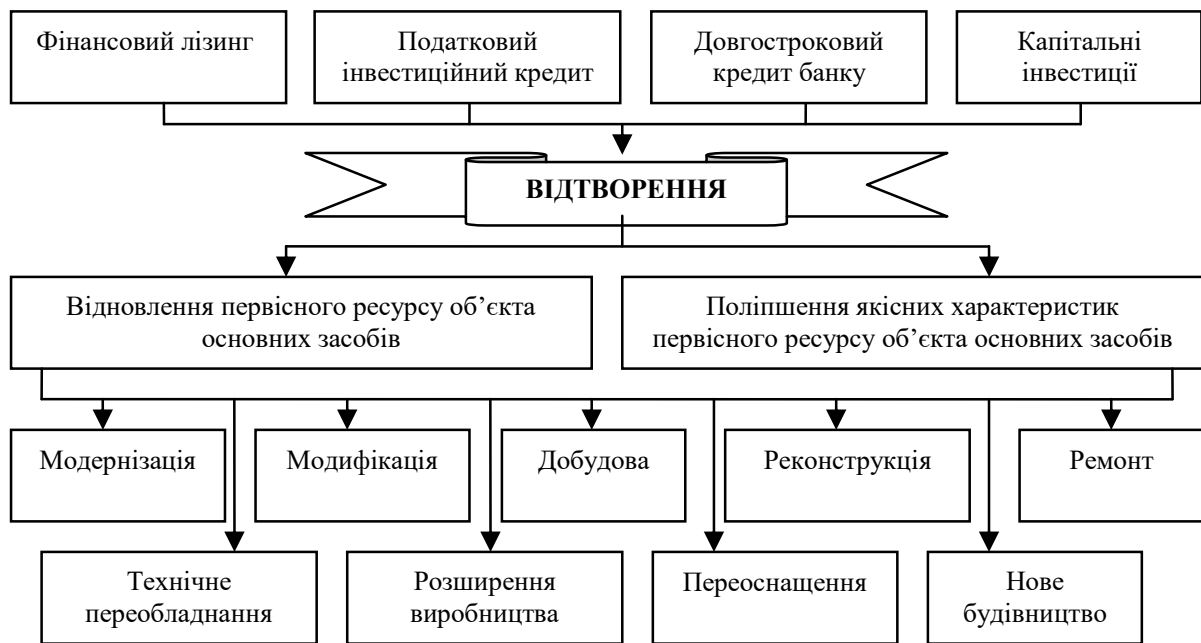 Фінансовий лізинг
Податковий
інвестиційний кредит
Довгостроковий
кредит банку
Капітальні
інвестиції
ВІДТВОРЕННЯ
Відновлення первісного ресурсу об’єкта
основних засобів
Поліпшення якісних характеристик
первісного ресурсу об’єкта основних засобів
Модернізація
Модифікація
Добудова
Реконструкція
Ремонт
Технічне
переобладнання
Розширення
виробництва
Переоснащення
Нове
будівництво